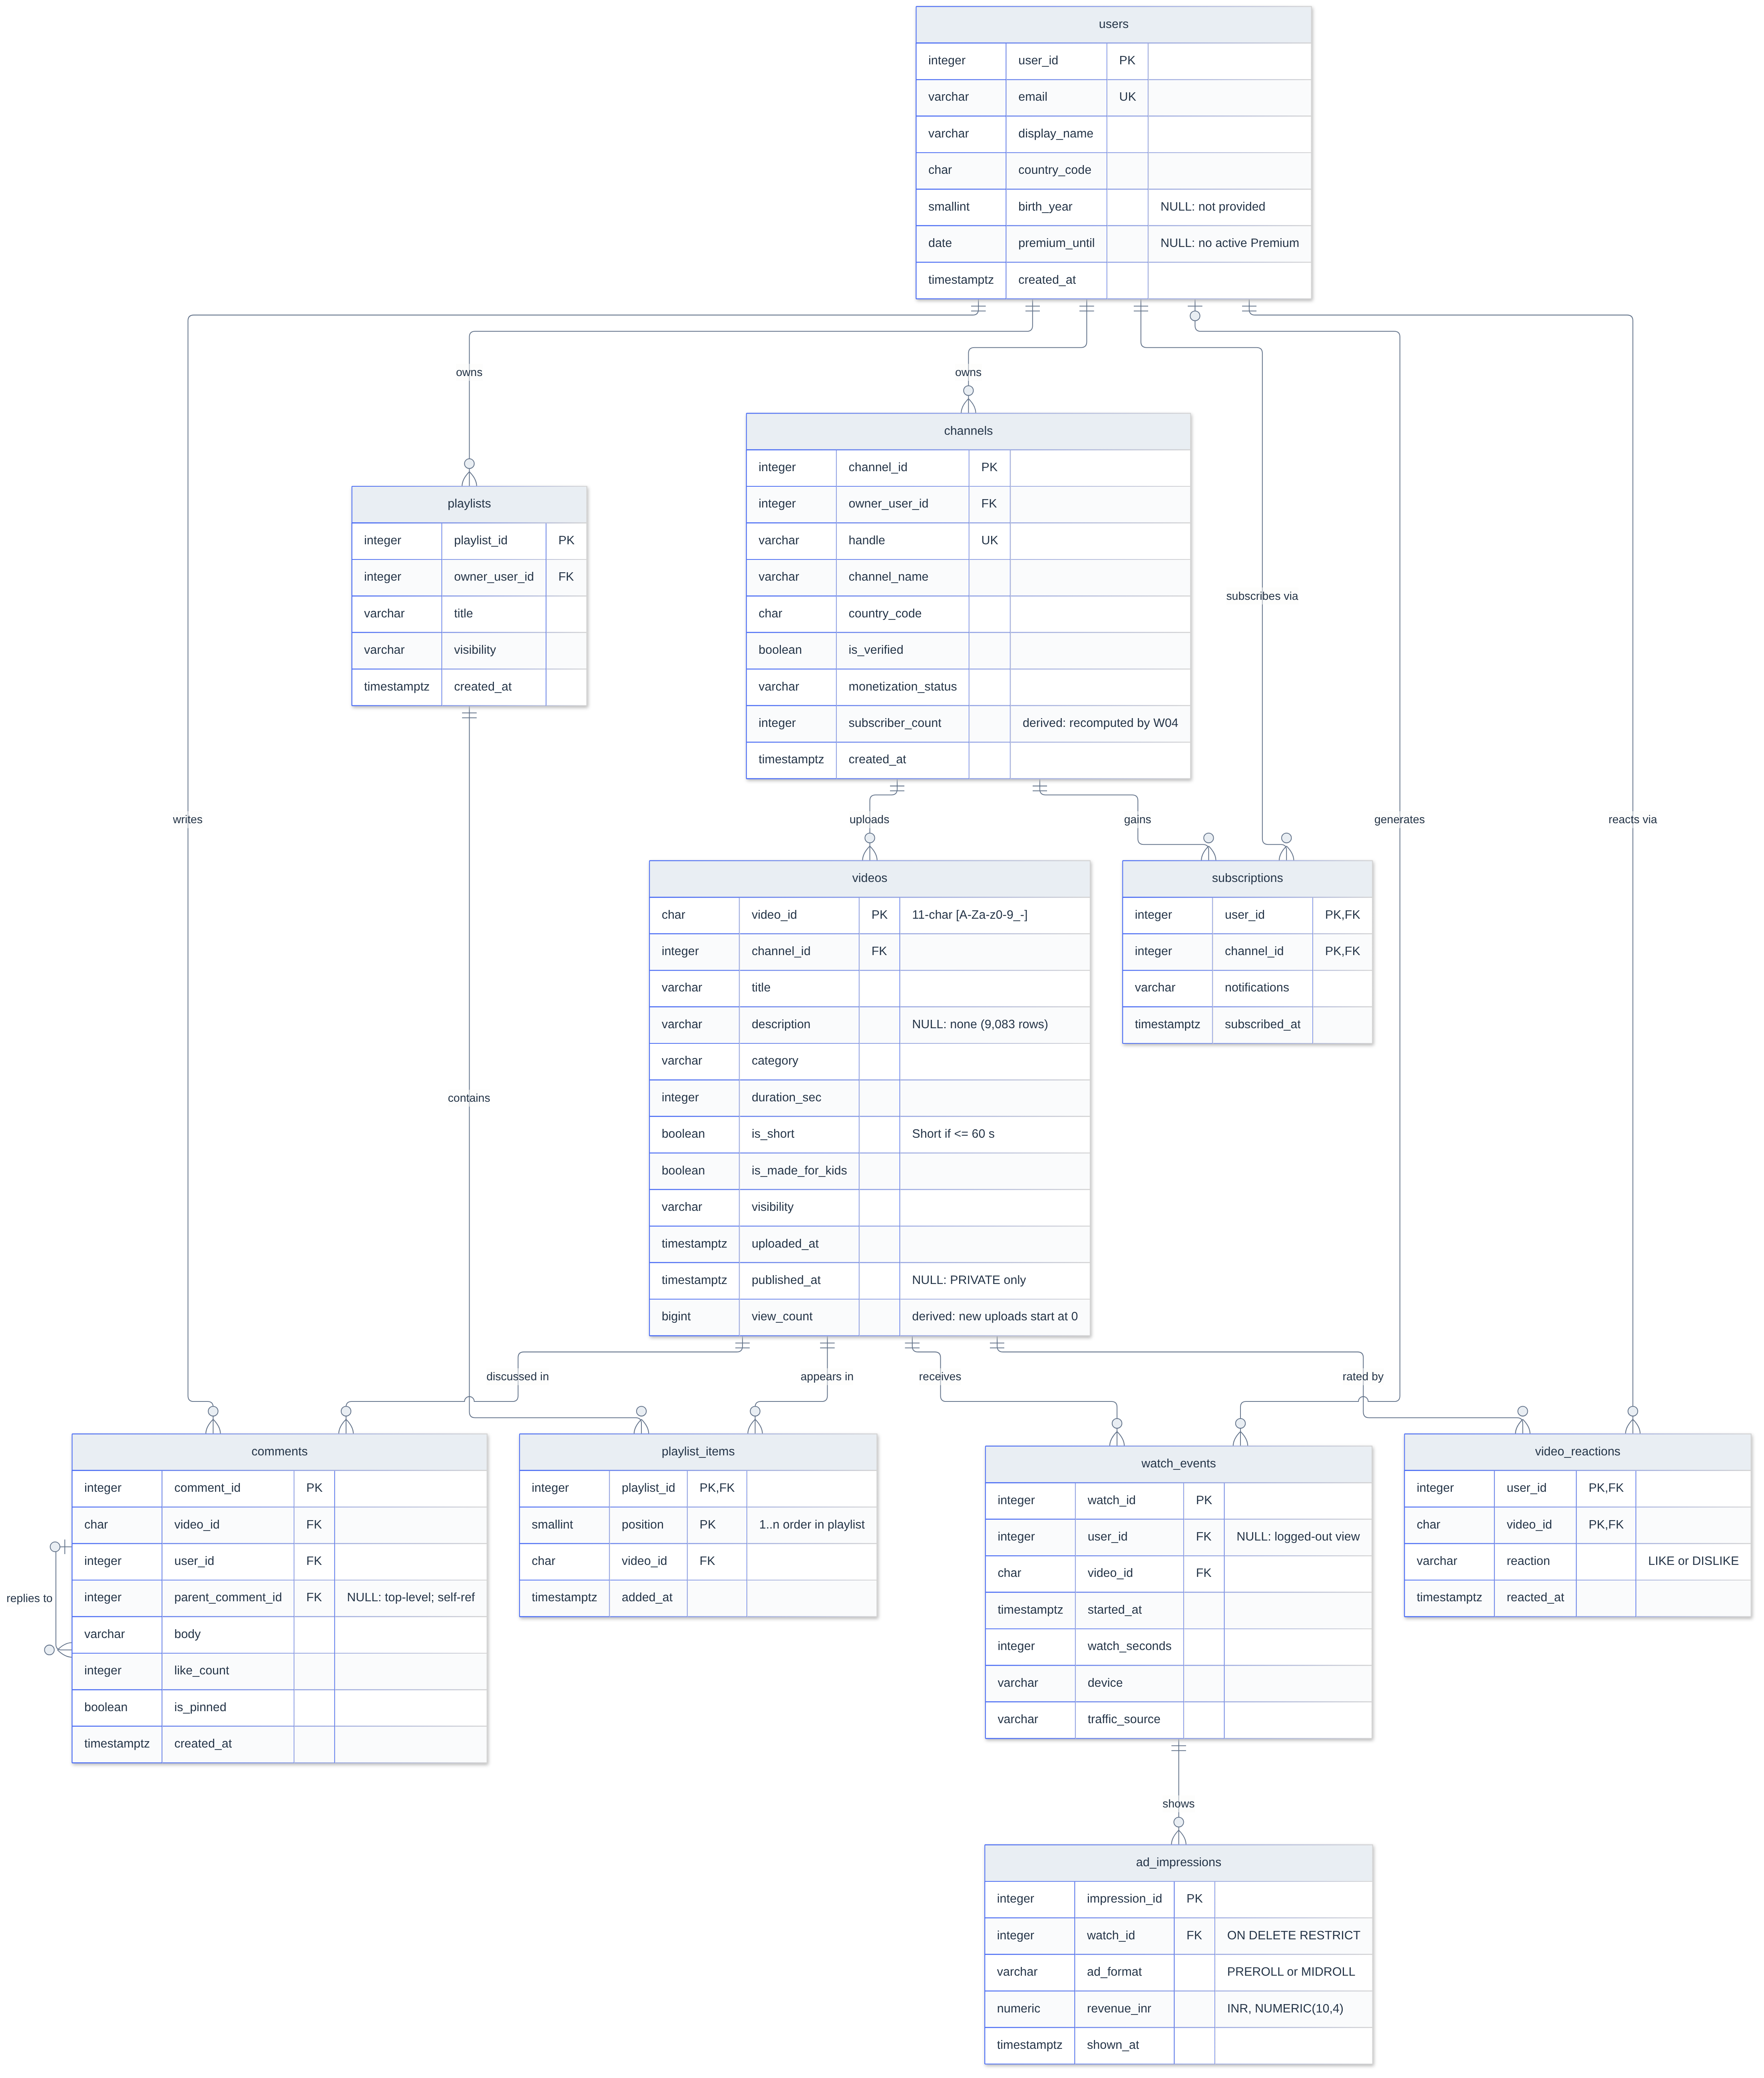 users
integer user_id PK
varchar email UK
varchar display_name
char country_code
smallint birth_year NULL: not provided
date premium_until NULL: no active Premium
timestamptz created_at
owns
owns
channels
integer channel_id PK
integer owner_user_id FK
varchar handle UK
varchar channel_name
char country_code
boolean is_verified
varchar monetization_status
integer subscriber_count derived: recomputed by W04
timestamptz created_at
playlists
integer playlist_id PK
integer owner_user_id FK
varchar title
varchar visibility
timestamptz created_at
subscribes via
writes
uploads
gains
generates
reacts via
videos
char video_id PK 11-char [A-Za-z0-9_-]
integer channel_id FK
varchar title
varchar description NULL: none (9,083 rows)
varchar category
integer duration_sec
boolean is_short Short if <= 60 s
boolean is_made_for_kids
varchar visibility
timestamptz uploaded_at
timestamptz published_at NULL: PRIVATE only
bigint view_count derived: new uploads start at 0
subscriptions
integer user_id PK,FK
integer channel_id PK,FK
varchar notifications
timestamptz subscribed_at
contains
discussed in
appears in
receives
rated by
comments
integer comment_id PK
char video_id FK
integer user_id FK
integer parent_comment_id FK NULL: top-level; self-ref
varchar body
integer like_count
boolean is_pinned
timestamptz created_at
replies to
playlist_items
integer playlist_id PK,FK
smallint position PK 1..n order in playlist
char video_id FK
timestamptz added_at
watch_events
integer watch_id PK
integer user_id FK NULL: logged-out view
char video_id FK
timestamptz started_at
integer watch_seconds
varchar device
varchar traffic_source
video_reactions
integer user_id PK,FK
char video_id PK,FK
varchar reaction LIKE or DISLIKE
timestamptz reacted_at
shows
ad_impressions
integer impression_id PK
integer watch_id FK ON DELETE RESTRICT
varchar ad_format PREROLL or MIDROLL
numeric revenue_inr INR, NUMERIC(10,4)
timestamptz shown_at